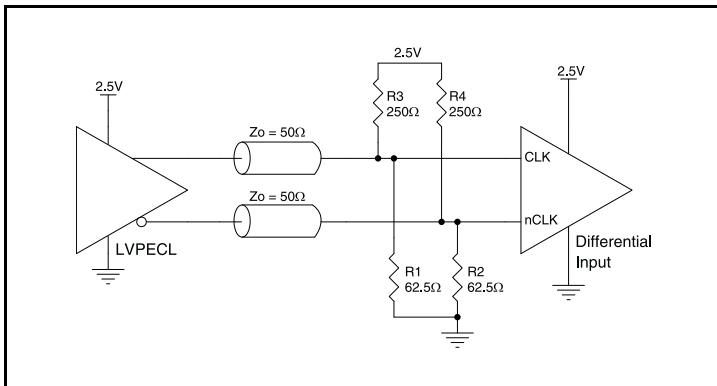 2.5V
2.5V
2.5V
R3
250Ω
R4
250Ω
Zo = 50Ω
CLK
Zo = 50Ω
nCLK
LVPECL
Differential
Input
R1
62.5Ω
R2
62.5Ω